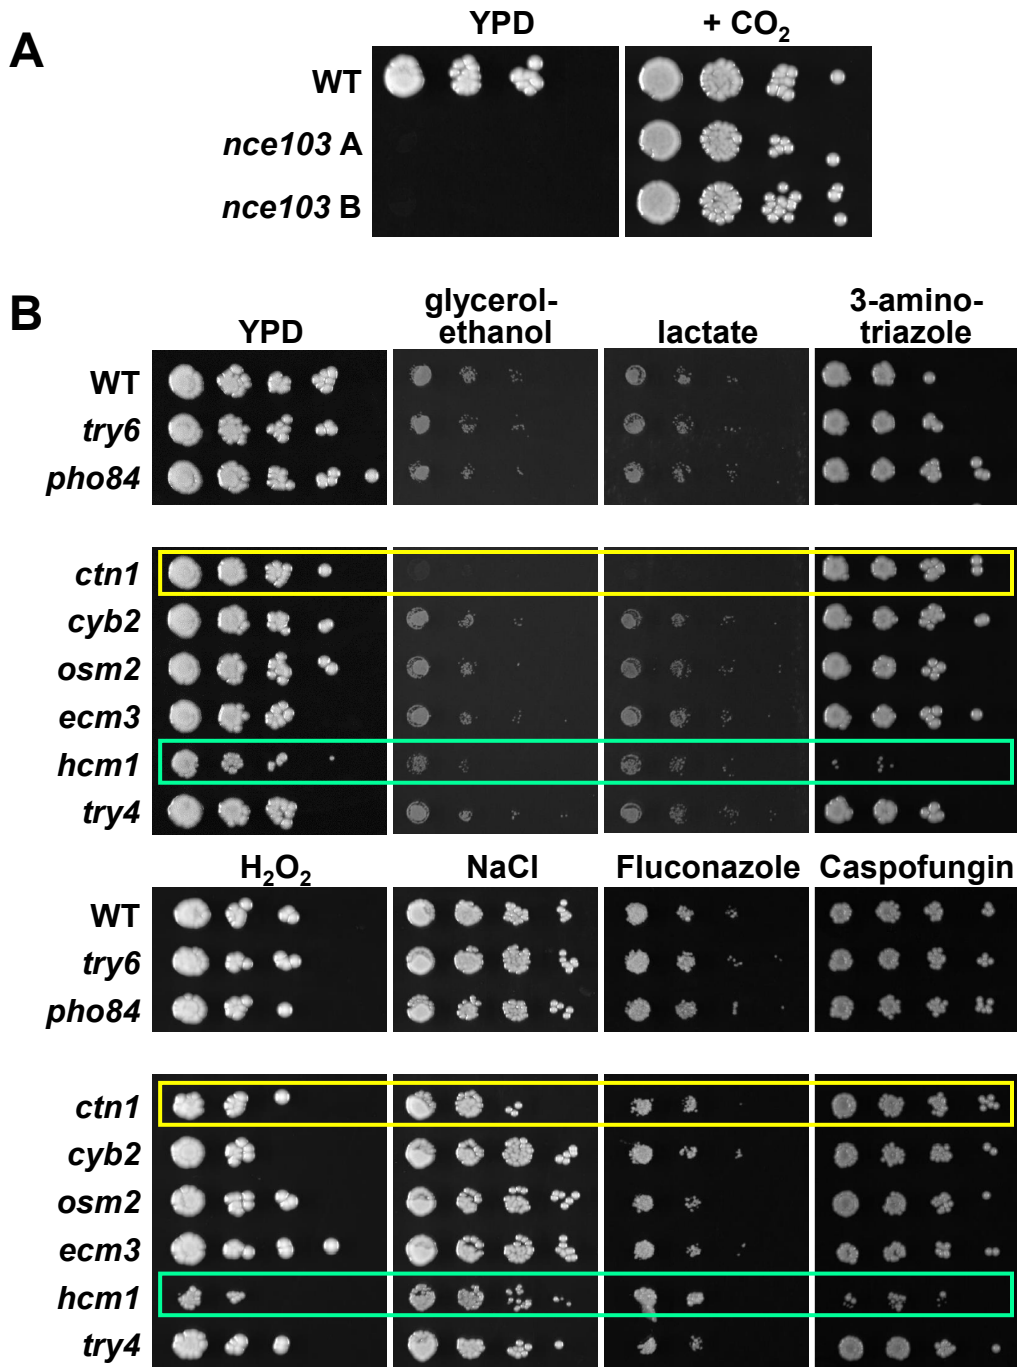 A
YPD
+ CO₂
WT
nce103 A
nce103 B
B
YPD
glycerol-
ethanol
lactate
3-amino-
triazole
WT
try6
pho84
ctn1
cyb2
osm2
ecm3
hcm1
try4
H₂O₂
NaCl
Fluconazole
Caspofungin
WT
try6
pho84
ctn1
cyb2
osm2
ecm3
hcm1
try4